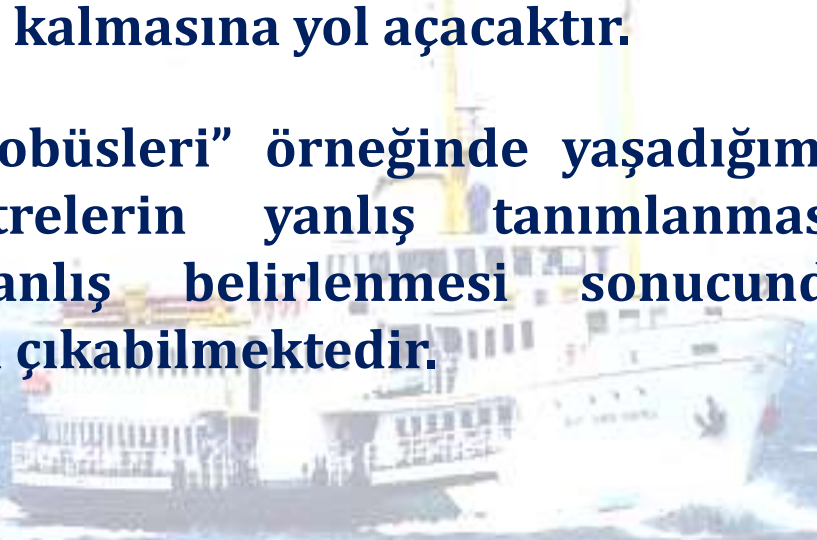 kalmasına yol açacaktır.
obüsleri” örneğinde yaşadığım
trelerin yanlış tanımlanmas
anlış belirlenmesi sonucund
çıkabilmektedir.